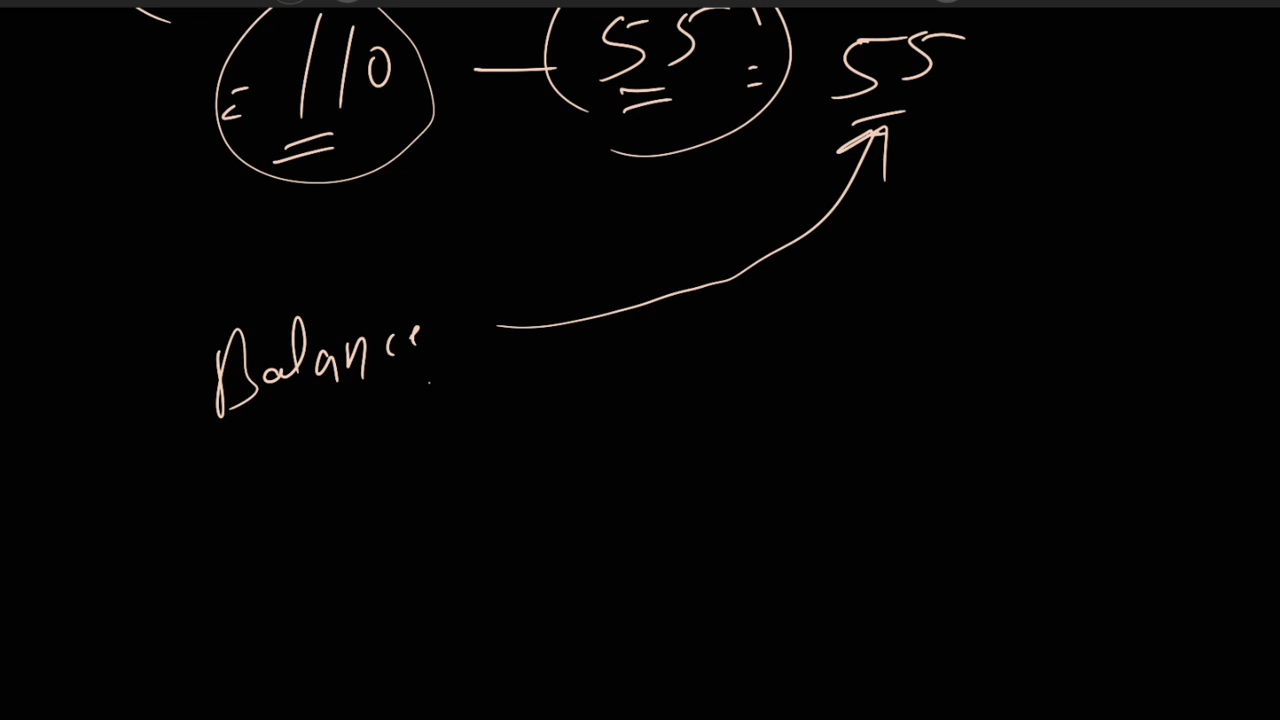 = 110 — 55 = 55
Balance